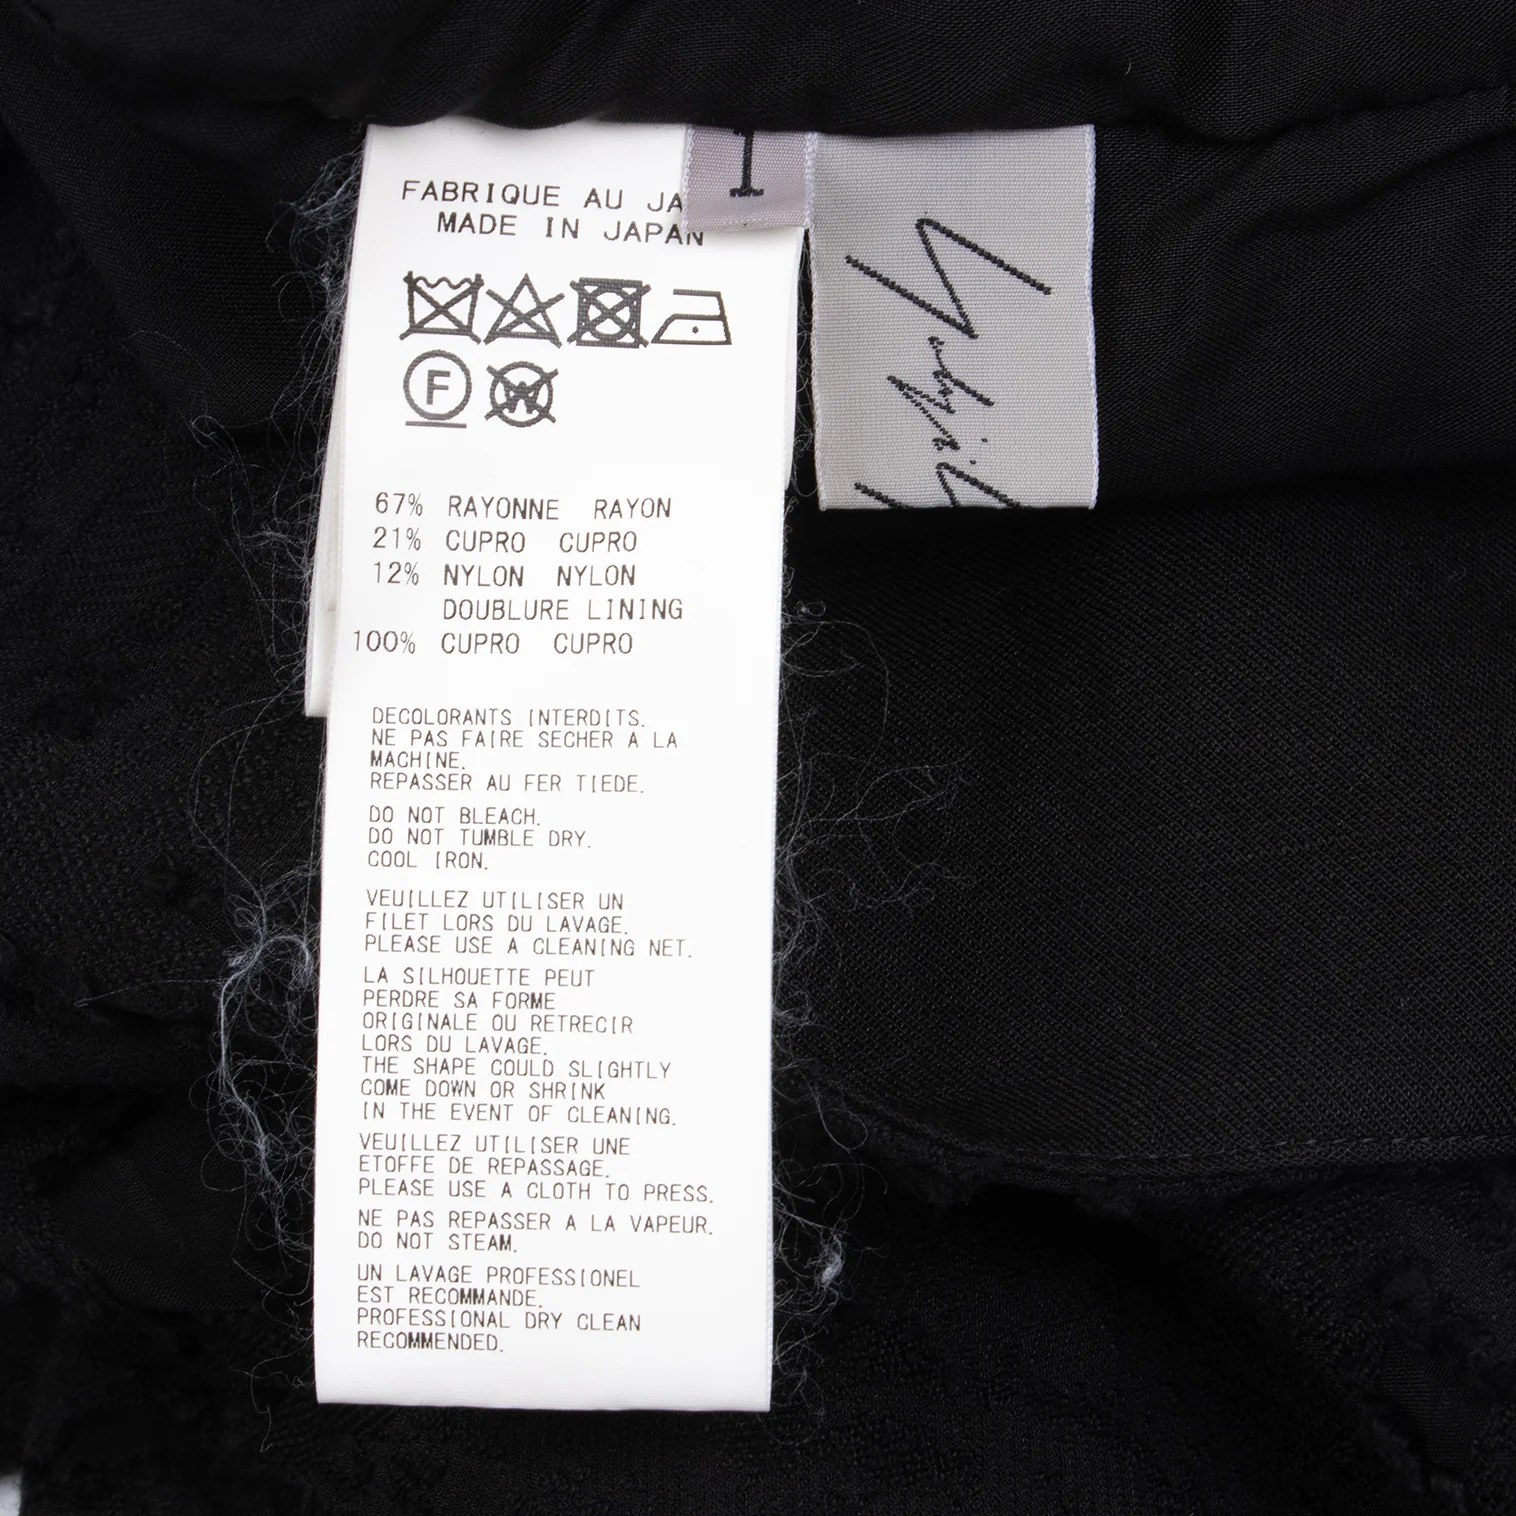 FABRIQUE AU JA
MADE IN JAPAN
1
F
W
67% RAYONNE RAYON
21% CUPRO CUPRO
12% NYLON NYLON
DOUBLURE LINING
100% CUPRO CUPRO
DECOLORANTS INTERDITS.
NE PAS FAIRE SECHER A LA
MACHINE.
REPASSER AU FER TIEDE.
DO NOT BLEACH.
DO NOT TUMBLE DRY.
COOL IRON.
VEUILLEZ UTILISER UN
FILET LORS DU LAVAGE.
PLEASE USE A CLEANING NET.
LA SILHOUETTE PEUT
PERDRE SA FORME
ORIGINALE OU RETRECIR
LORS DU LAVAGE.
THE SHAPE COULD SLIGHTLY
COME DOWN OR SHRINK
IN THE EVENT OF CLEANING.
VEUILLEZ UTILISER UNE
ETOFFE DE REPASSAGE.
PLEASE USE A CLOTH TO PRESS.
NE PAS REPASSER A LA VAPEUR.
DO NOT STEAM.
UN LAVAGE PROFESSIONEL
EST RECOMMANDE.
PROFESSIONAL DRY CLEAN
RECOMMENDED.